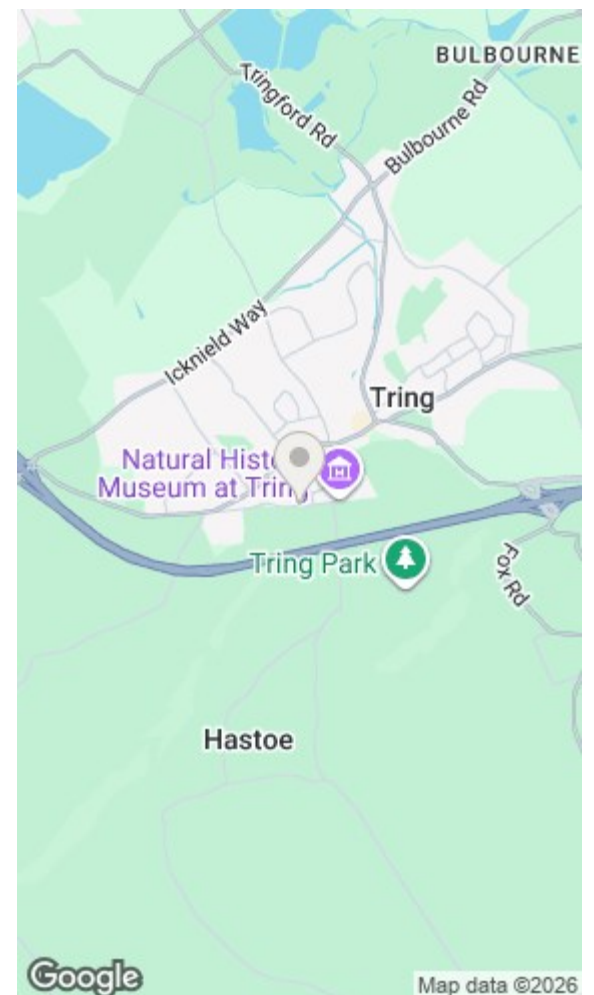 BULBOURNE
Tringford Rd
Bulbourne Rd
Icknield Way
Tring
Natural Histo
Museum at Tring
Tring Park
Fox Rd
Hastoe
Google
Map data ©2026